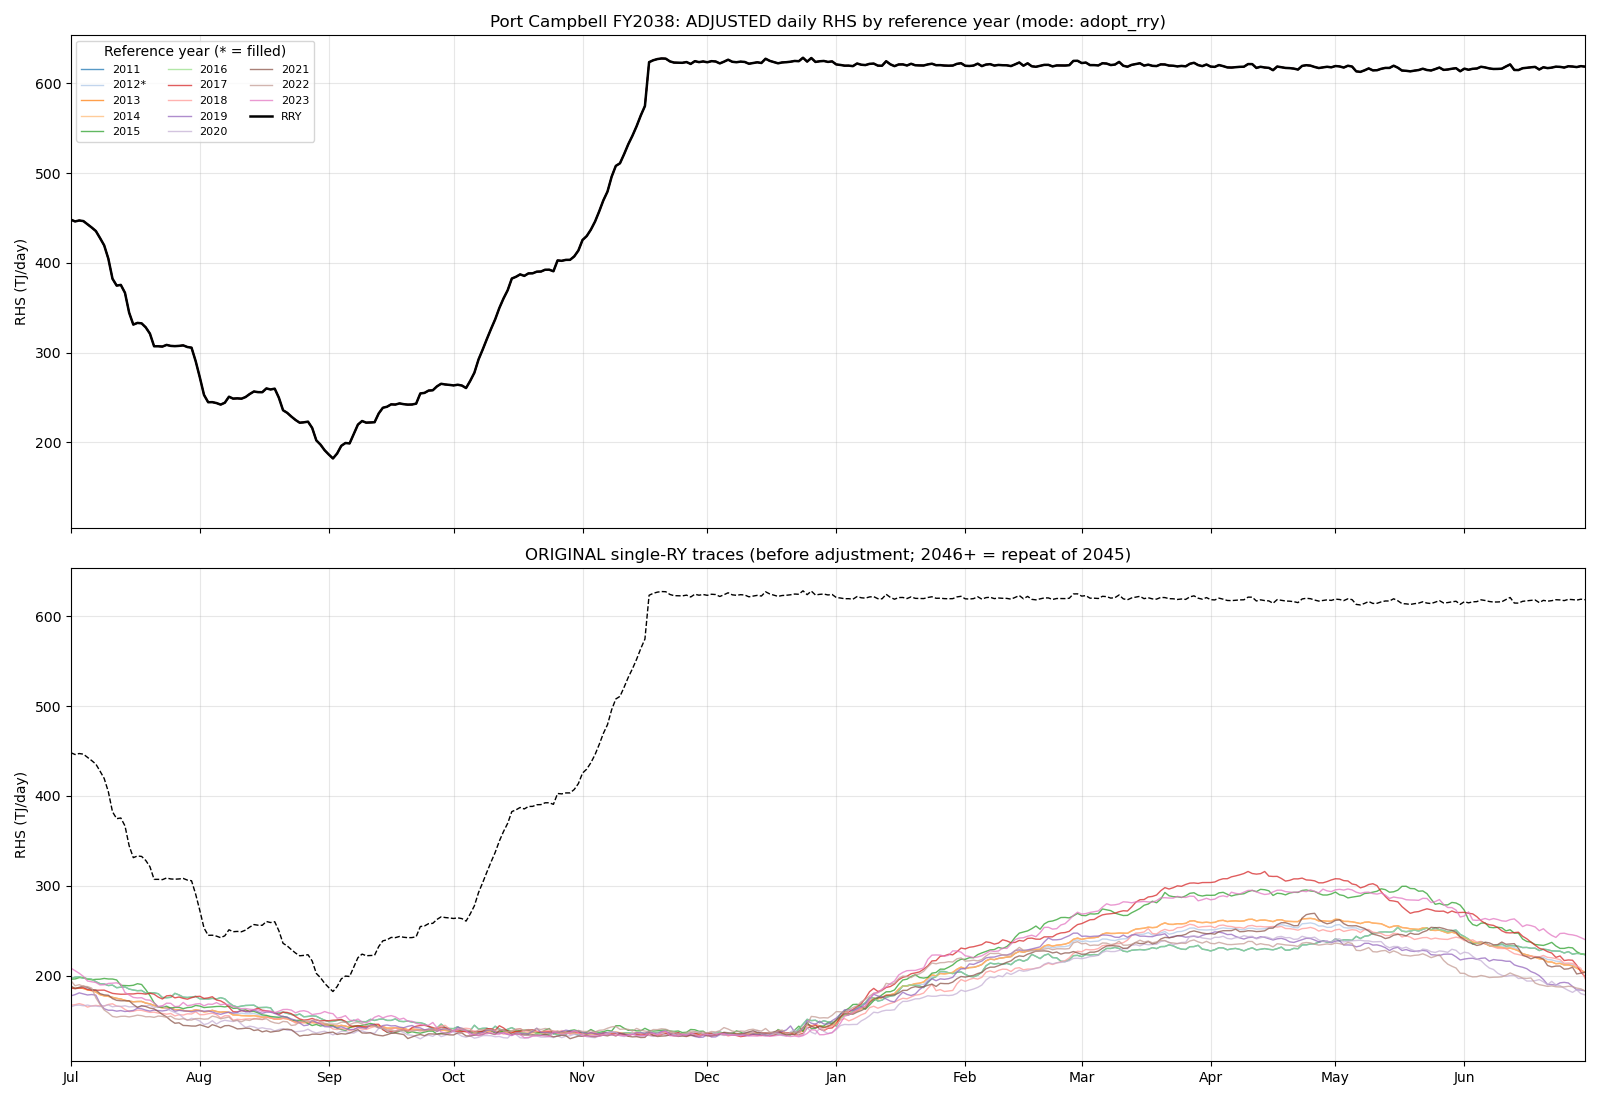 Port Campbell FY2038: ADJUSTED daily RHS by reference year (mode: adopt_rry)
Reference year (* = filled)
2011 2016 2021
2012* 2017 2022
2013 2018 2023
2014 2019 RRY
2015 2020
RHS (TJ/day)
600
500
400
300
200
ORIGINAL single-RY traces (before adjustment; 2046+ = repeat of 2045)
RHS (TJ/day)
600
500
400
300
200
Jul Aug Sep Oct Nov Dec Jan Feb Mar Apr May Jun